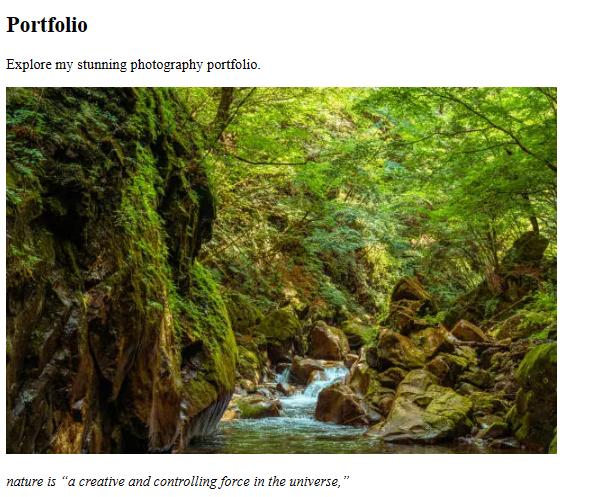 Portfolio
Explore my stunning photography portfolio.
nature is “a creative and controlling force in the universe,”